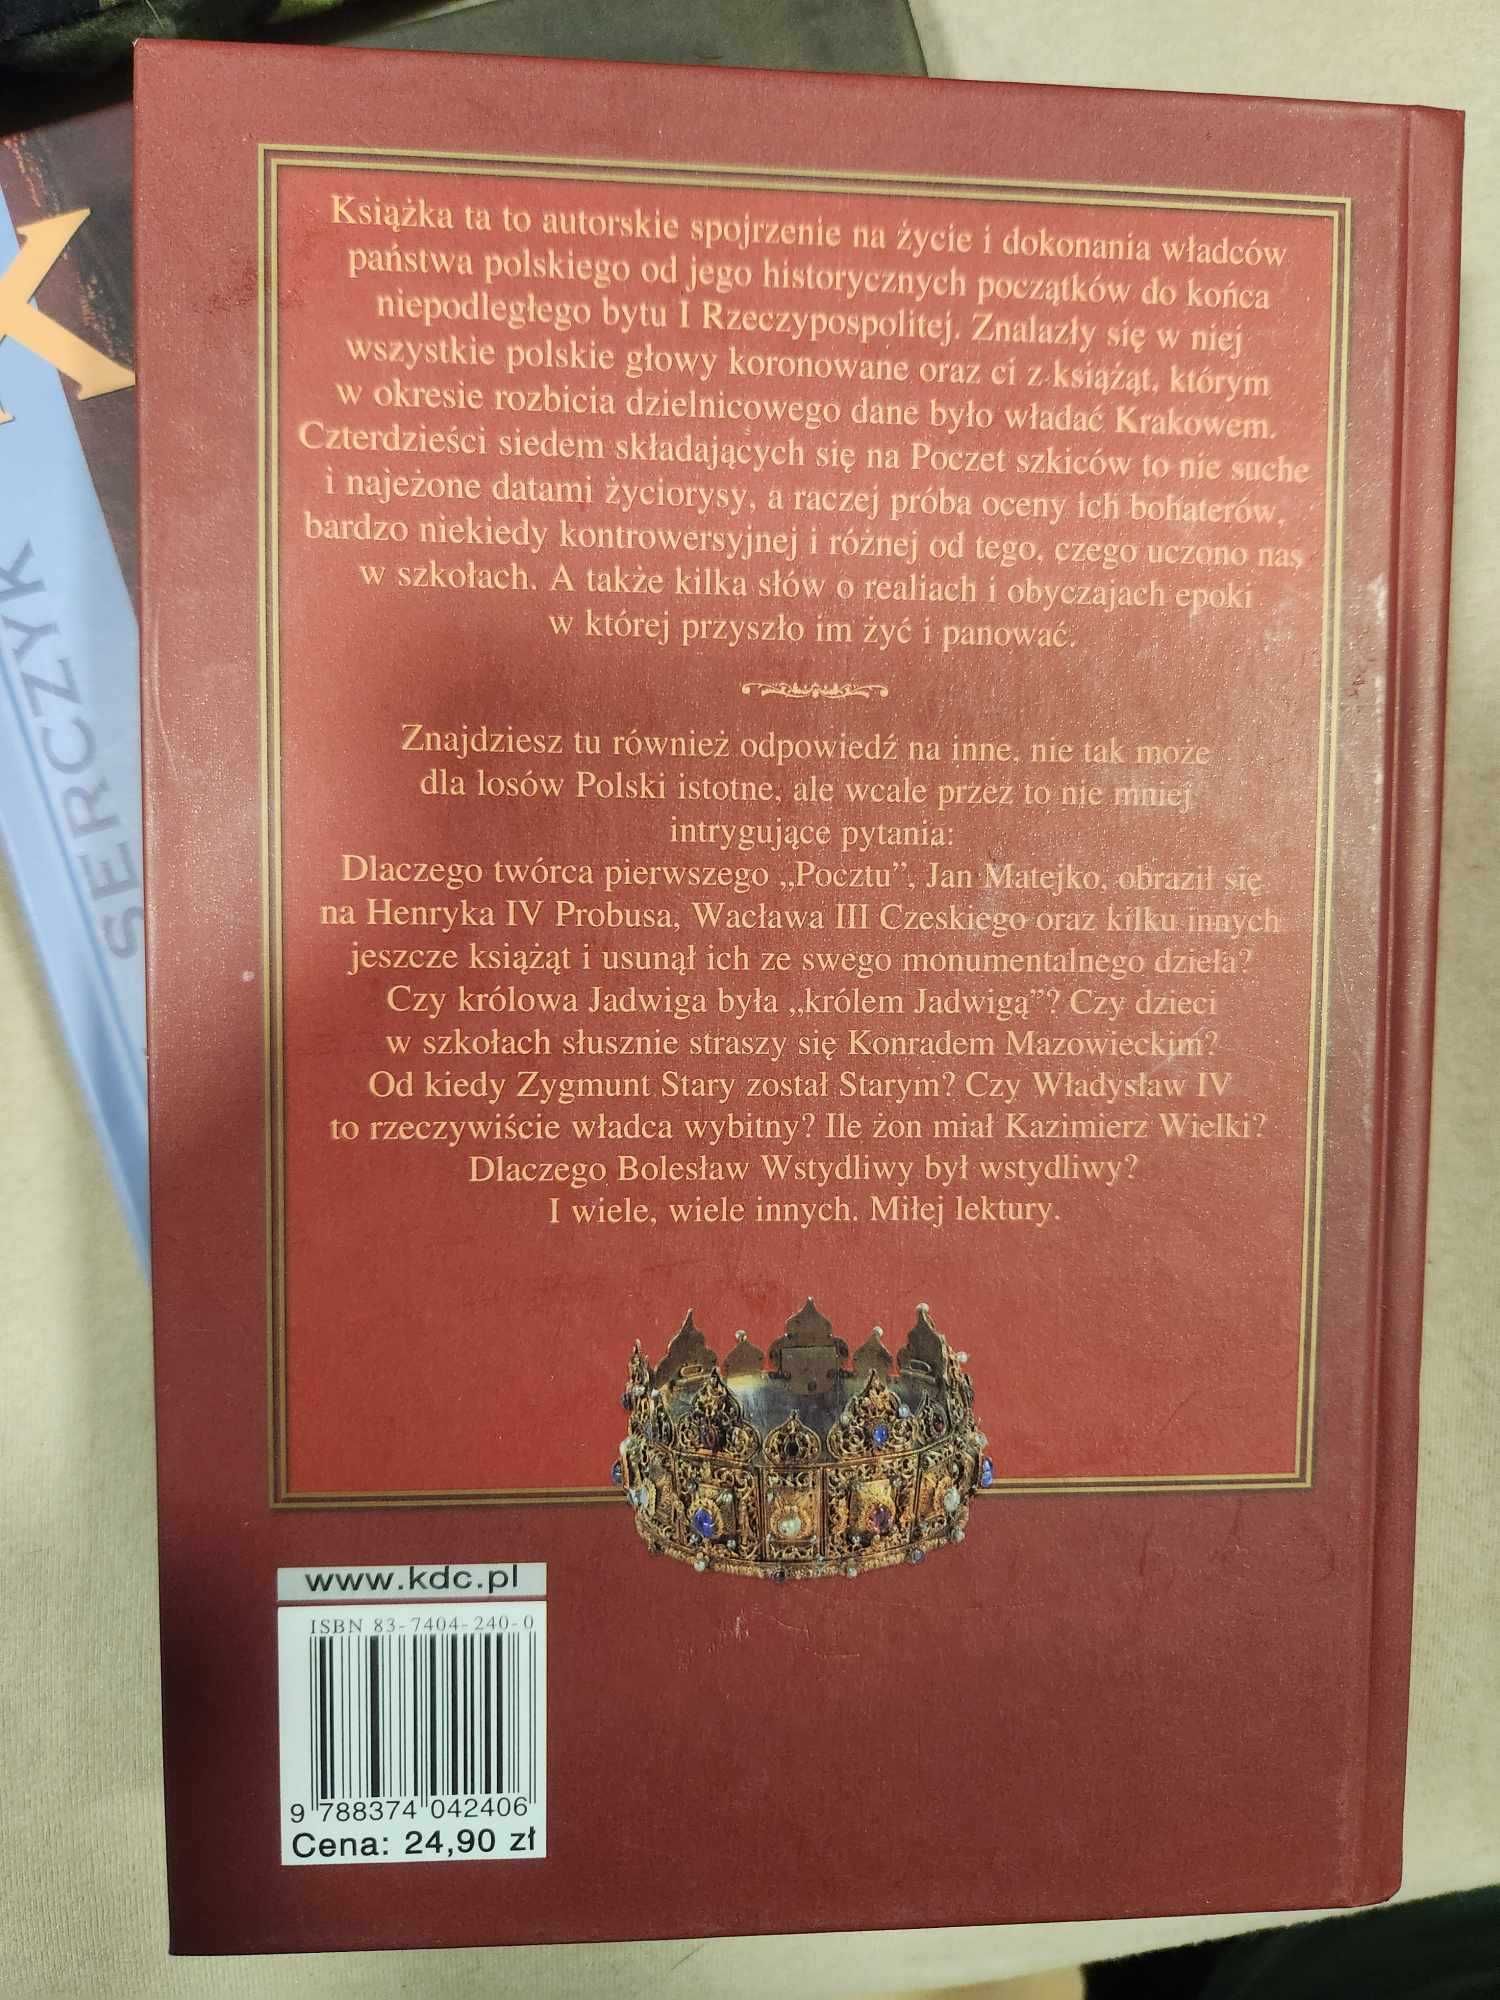 Książka ta to autorskie spojrzenie na życie i dokonania władców
państwa polskiego od jego historycznych początków do końca
niepodległego bytu I Rzeczypospolitej. Znalazły się w niej
wszystkie polskie głowy koronowane oraz ci z książąt, którym
w okresie rozbicia dzielnicowego dane było władać Krakowem.
Czterdzieści siedem składających się na Poczet szkiców to nie suche
i najeżone datami życiorysy, a raczej próba oceny ich bohaterów,
bardzo niekiedy kontrowersyjnej i różnej od tego, czego uczono nas
w szkołach. A także kilka słów o realiach i obyczajach epoki
w której przyszło im żyć i panować.
Znajdziesz tu również odpowiedź na inne, nie tak może
dla losów Polski istotne, ale wcale przez to nie mniej
intrygujące pytania:
Dlaczego twórca pierwszego „Pocztu”, Jan Matejko, obraził się
na Henryka IV Probusa, Wacława III Czeskiego oraz kilku innych
jeszcze książąt i usunął ich ze swego monumentalnego dzieła?
Czy królowa Jadwiga była „królem Jadwigą”? Czy dzieci
w szkołach słusznie straszy się Konradem Mazowieckim?
Od kiedy Zygmunt Stary został Starym? Czy Władysław IV
to rzeczywiście władca wybitny? Ile żon miał Kazimierz Wielki?
Dlaczego Bolesław Wstydliwy był wstydliwy?
I wiele, wiele innych. Miłej lektury.
www.kdc.pl
ISBN 83-7404-240-0
9 788374 042406
Cena: 24,90 zł
SERCZYK